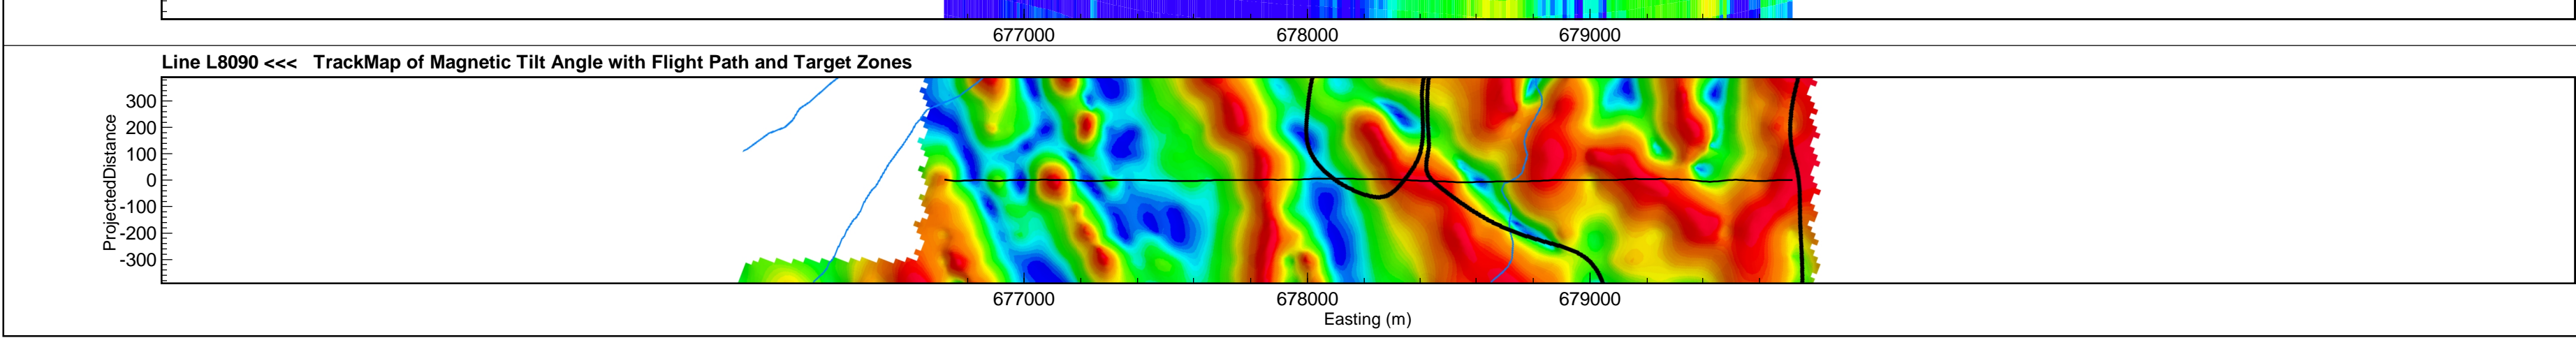 677000 678000 679000
Line L8090 <<< TrackMap of Magnetic Tilt Angle with Flight Path and Target Zones
ProjectedDistance
300
200
100
0
-100
-200
-300
677000 678000 679000
Easting (m)